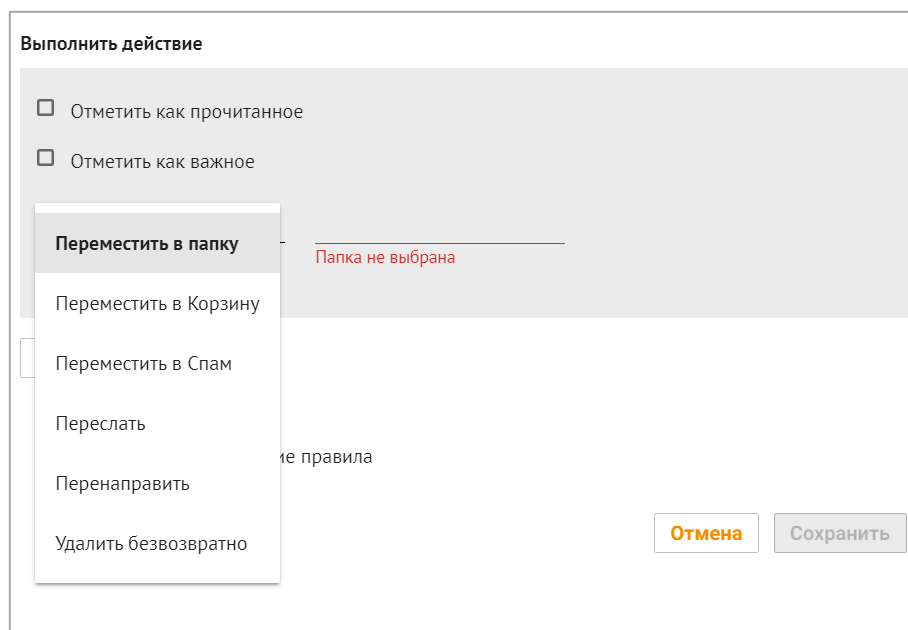 Выполнить действие
Отметить как прочитанное
Отметить как важное
Переместить в папку
Папка не выбрана
Переместить в Корзину
Переместить в Спам
Переслать
правила
Перенаправить
Отмена
Сохранить
Удалить безвозвратно